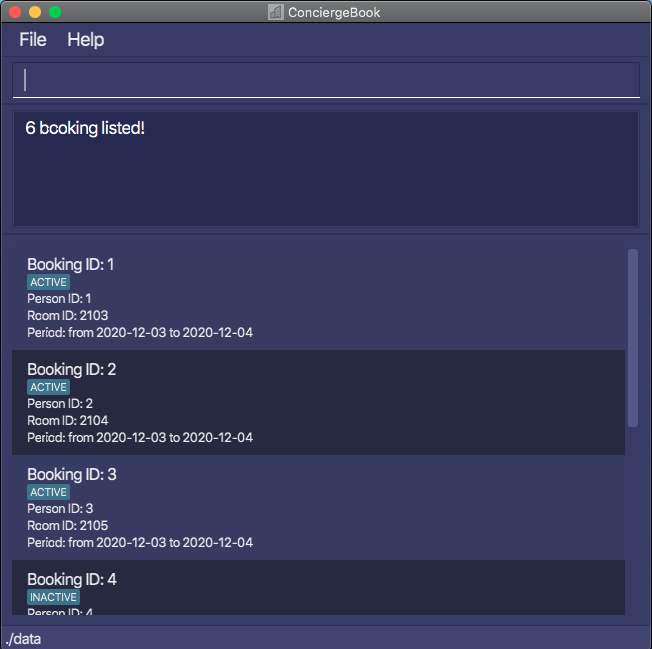 ConciergeBook
File Help
6 booking listed!
Booking ID: 1
ACTIVE
Person ID: 1
Room ID: 2103
Period: from 2020-12-03 to 2020-12-04
Booking ID: 2
ACTIVE
Person ID: 2
Room ID: 2104
Period: from 2020-12-03 to 2020-12-04
Booking ID: 3
ACTIVE
Person ID: 3
Room ID: 2105
Period: from 2020-12-03 to 2020-12-04
Booking ID: 4
INACTIVE
Person ID: 4
./data